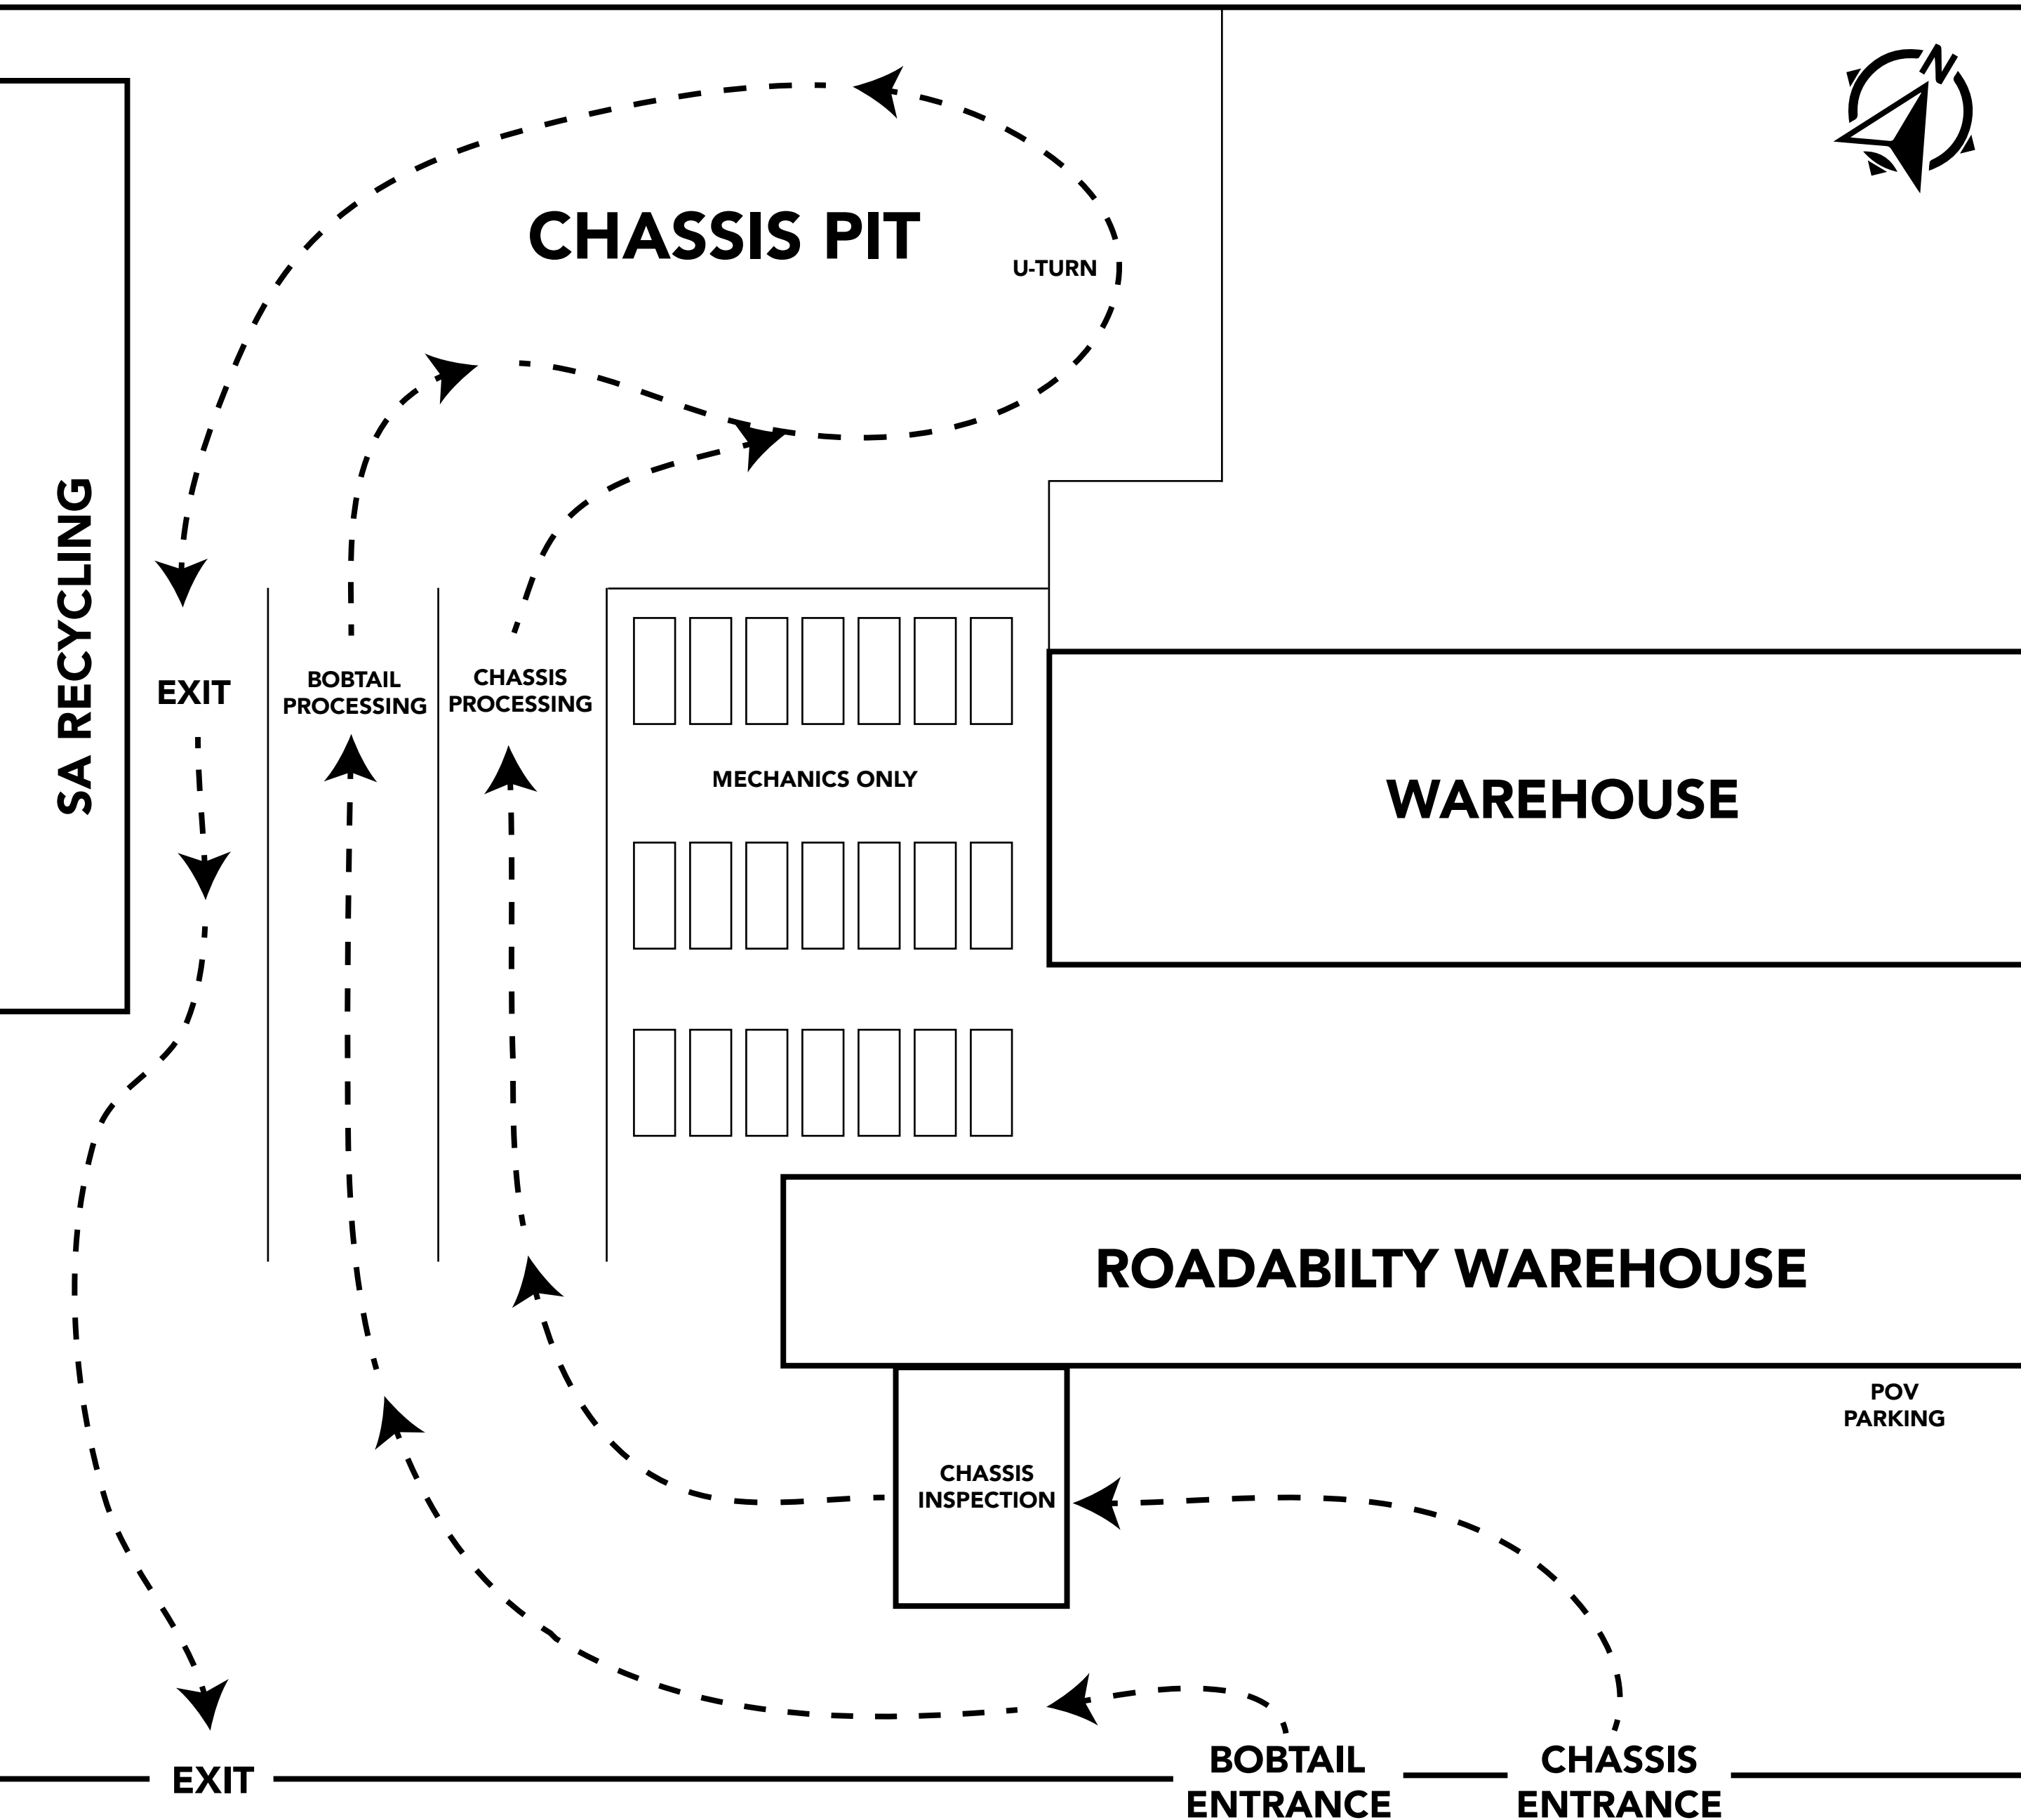 N
CHASSIS PIT
U-TURN
SA RECYCLING
EXIT
BOBTAIL
PROCESSING
CHASSIS
PROCESSING
MECHANICS ONLY
WAREHOUSE
ROADABILTY WAREHOUSE
POV
PARKING
CHASSIS
INSPECTION
EXIT
BOBTAIL
ENTRANCE
CHASSIS
ENTRANCE